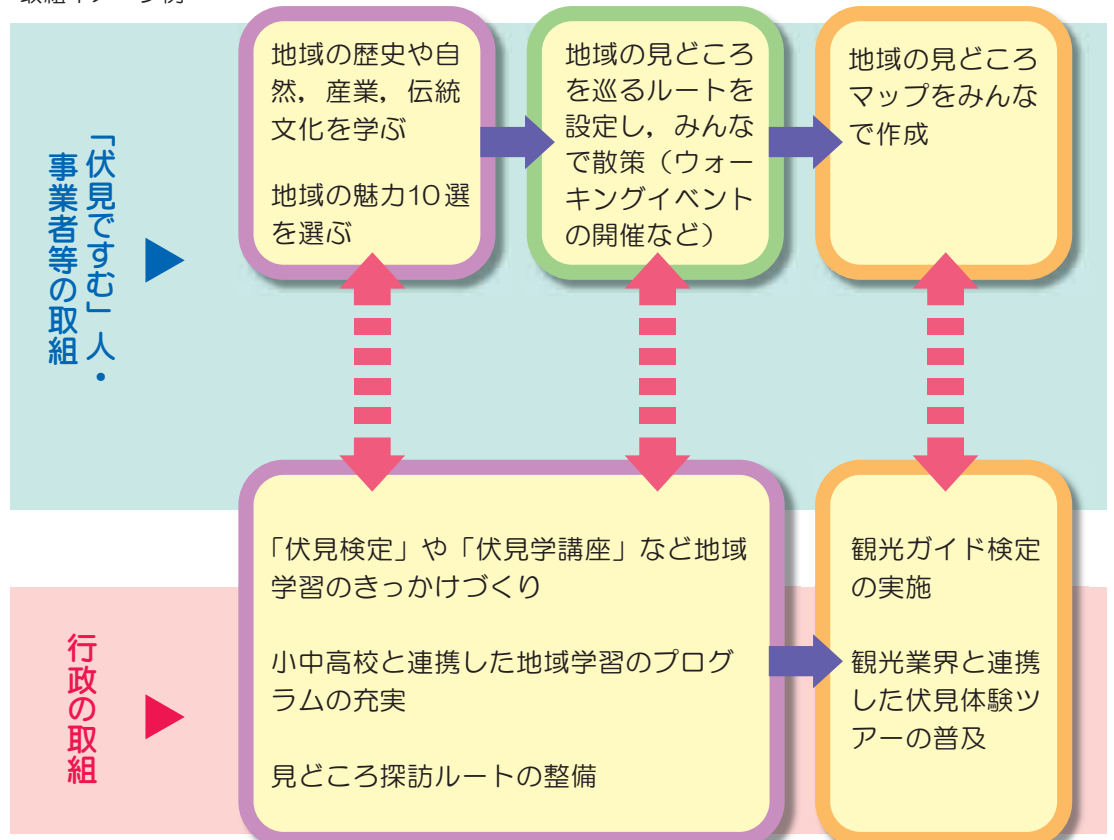 「伏見ですむ」人・
事業者等の取組
地域の歴史や自
然，産業，伝統
文化を学ぶ
地域の魅力10選
を選ぶ
地域の見どころ
を巡るルートを
設定し，みんな
で散策（ウォー
キングイベント
の開催など）
地域の見どころ
マップをみんな
で作成
行政の取組
「伏見検定」や「伏見学講座」など地域
学習のきっかけづくり
小中高校と連携した地域学習のプログ
ラムの充実
見どころ探訪ルートの整備
観光ガイド検定
の実施
観光業界と連携
した伏見体験ツ
アーの普及